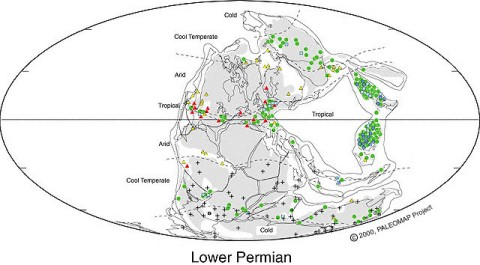 Cold
Cool Temperate
Arid
Tropical
Tropical
Arid
Cool Temperate
Cold
© 2000, PALEOMAP Project
Lower Permian